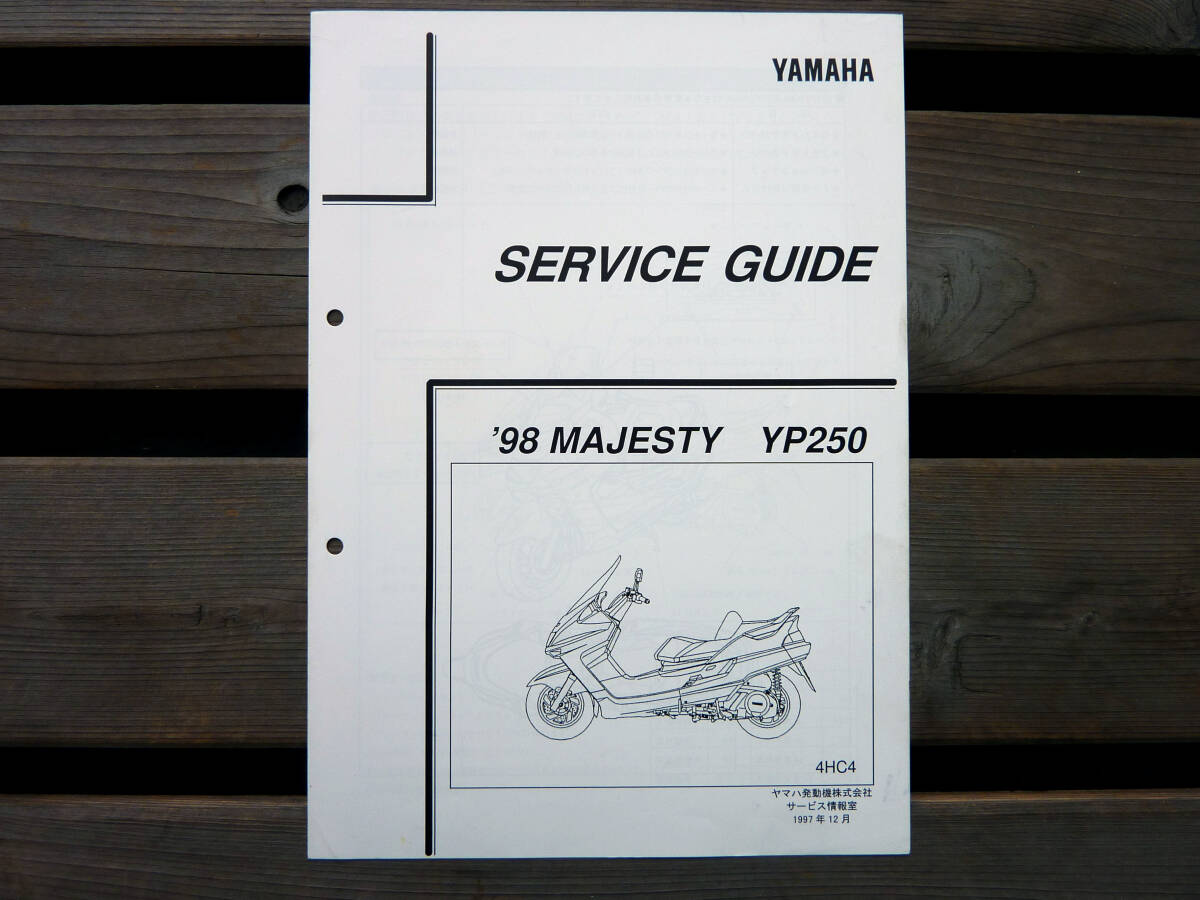 YAMAHA
SERVICE GUIDE
'98 MAJESTY YP250
4HC4
ヤマハ発動機株式会社
サービス情報室
1997年12月